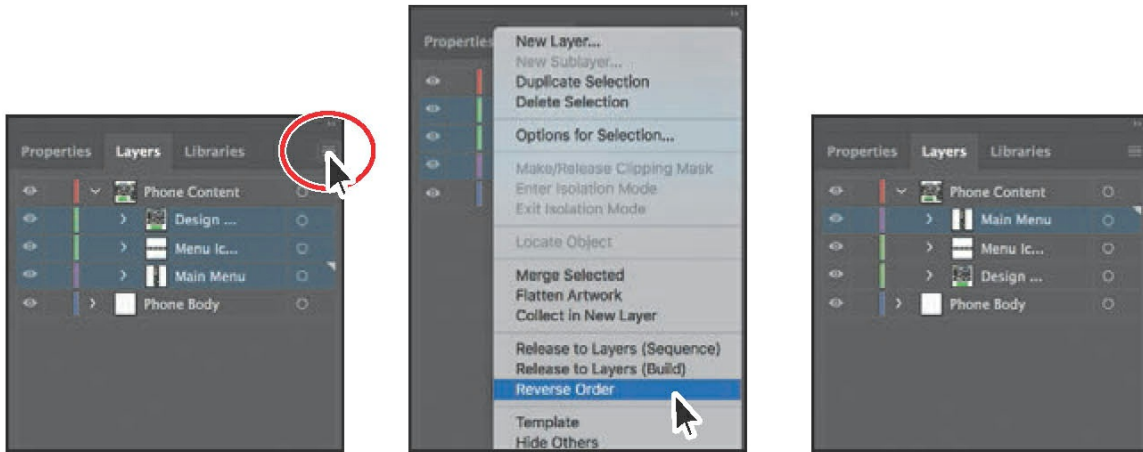 Properties Layers Libraries
Phone Content
Design ...
Menu Ic...
Main Menu
Phone Body
Properties
New Layer...
New Sublayer...
Duplicate Selection
Delete Selection
Options for Selection...
Make/Release Clipping Mask
Enter Isolation Mode
Exit Isolation Mode
Locate Object
Merge Selected
Flatten Artwork
Collect in New Layer
Release to Layers (Sequence)
Release to Layers (Build)
Reverse Order
Template
Hide Others
Properties Layers Libraries
Phone Content
Main Menu
Menu Ic...
Design ...
Phone Body